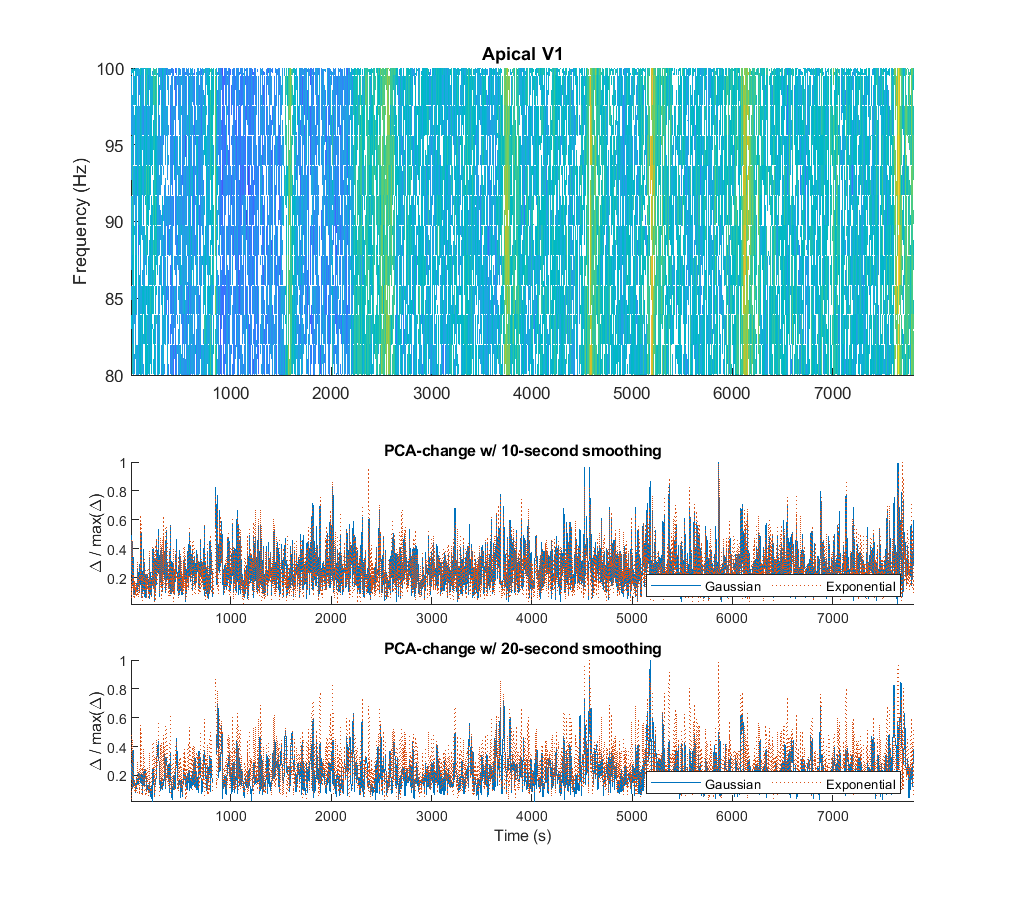 Apical V1
Frequency (Hz)
100
95
90
85
80
1000 2000 3000 4000 5000 6000 7000
PCA-change w/ 10-second smoothing
Δ / max(Δ)
1
0.8
0.6
0.4
0.2
Gaussian Exponential
1000 2000 3000 4000 5000 6000 7000
PCA-change w/ 20-second smoothing
Δ / max(Δ)
1
0.8
0.6
0.4
0.2
Gaussian Exponential
1000 2000 3000 4000 5000 6000 7000
Time (s)